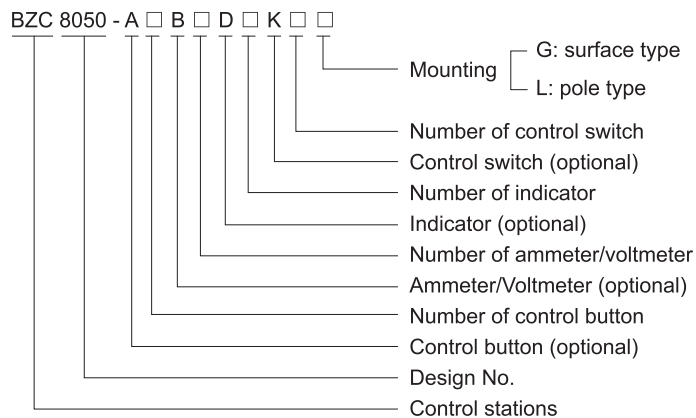 BZC 8050 - A □ B □ D □ K □ □
G: surface type
Mounting
L: pole type
Number of control switch
Control switch (optional)
Number of indicator
Indicator (optional)
Number of ammeter/voltmeter
Ammeter/Voltmeter (optional)
Number of control button
Control button (optional)
Design No.
Control stations